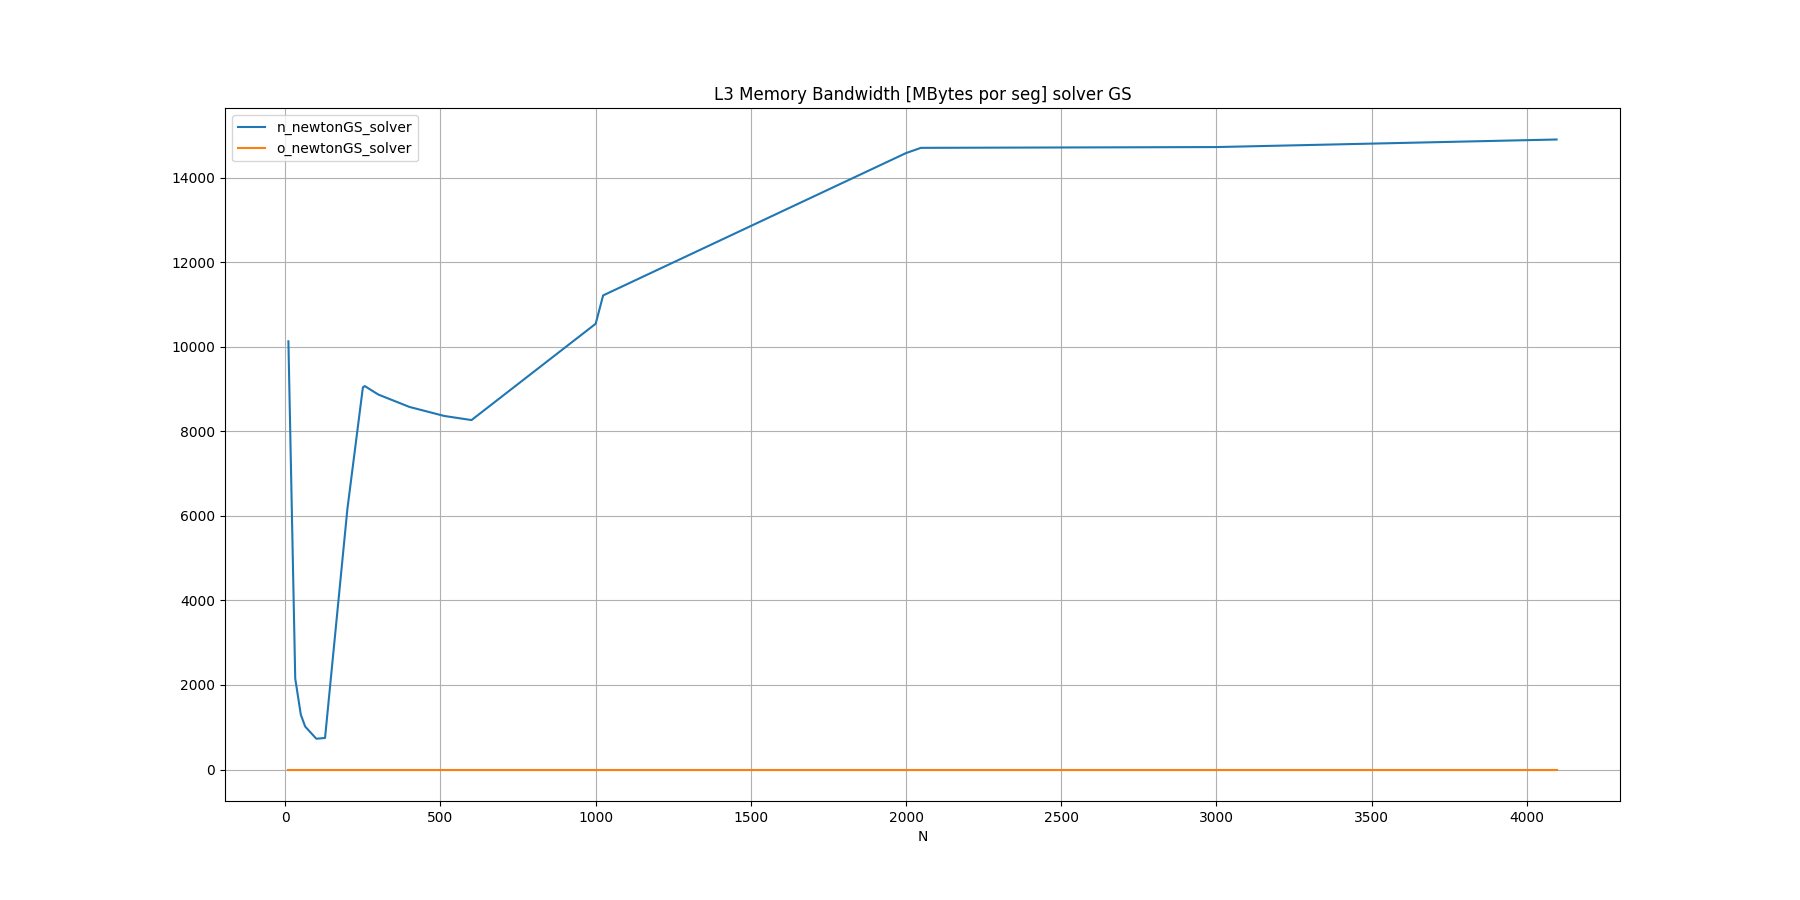 L3 Memory Bandwidth [MBytes por seg] solver GS
n_newtonGS_solver
o_newtonGS_solver
14000
12000
10000
8000
6000
4000
2000
0
0 500 1000 1500 2000 2500 3000 3500 4000
N